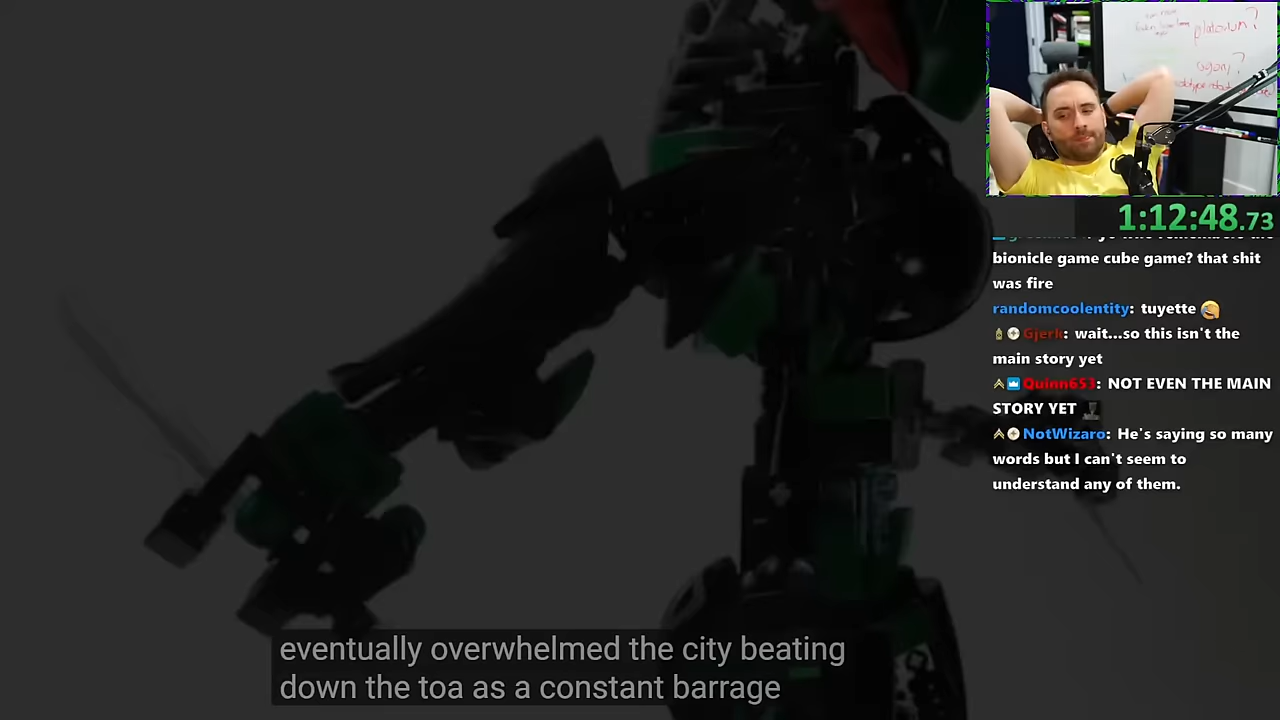 platonian?
agony?
1:12:48.73
bionicle game cube game? that shit
was fire
randomcoolentity: tuyette
Gjerk: wait...so this isn't the
main story yet
Quinn653: NOT EVEN THE MAIN
STORY YET
NotWizaro: He's saying so many
words but I can't seem to
understand any of them.
eventually overwhelmed the city beating
down the toa as a constant barrage